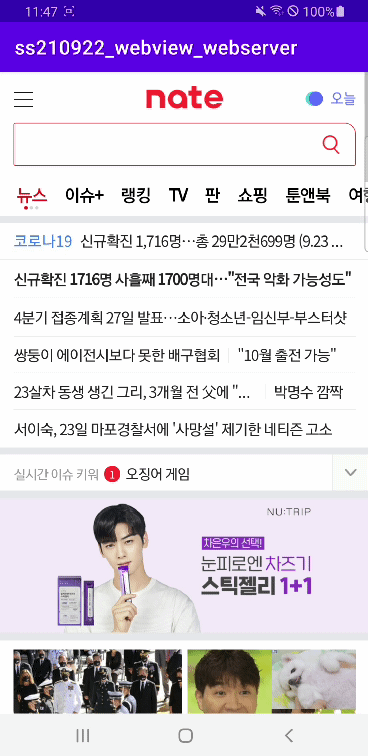 11:47 100%
ss210922_webview_webserver
nate 오늘
뉴스 이슈+ 랭킹 TV 판 쇼핑 툰앤북 여행
코로나19 신규확진 1,716명…총 29만2천699명 (9.23 ...
신규확진 1716명 사흘째 1700명대…"전국 악화 가능성도"
4분기 접종계획 27일 발표…소아·청소년-임신부-부스터샷
쌍둥이 에이전시보다 못한 배구협회 "10월 출전 가능"
23살차 동생 생긴 그리, 3개월 전 父에 "... 박명수 깜짝
서이숙, 23일 마포경찰서에 '사망설' 제기한 네티즌 고소
실시간 이슈 키워 1 오징어 게임
NU:TRIP
차은우의 선택!
눈피로엔 차즈기
스틱젤리 1+1